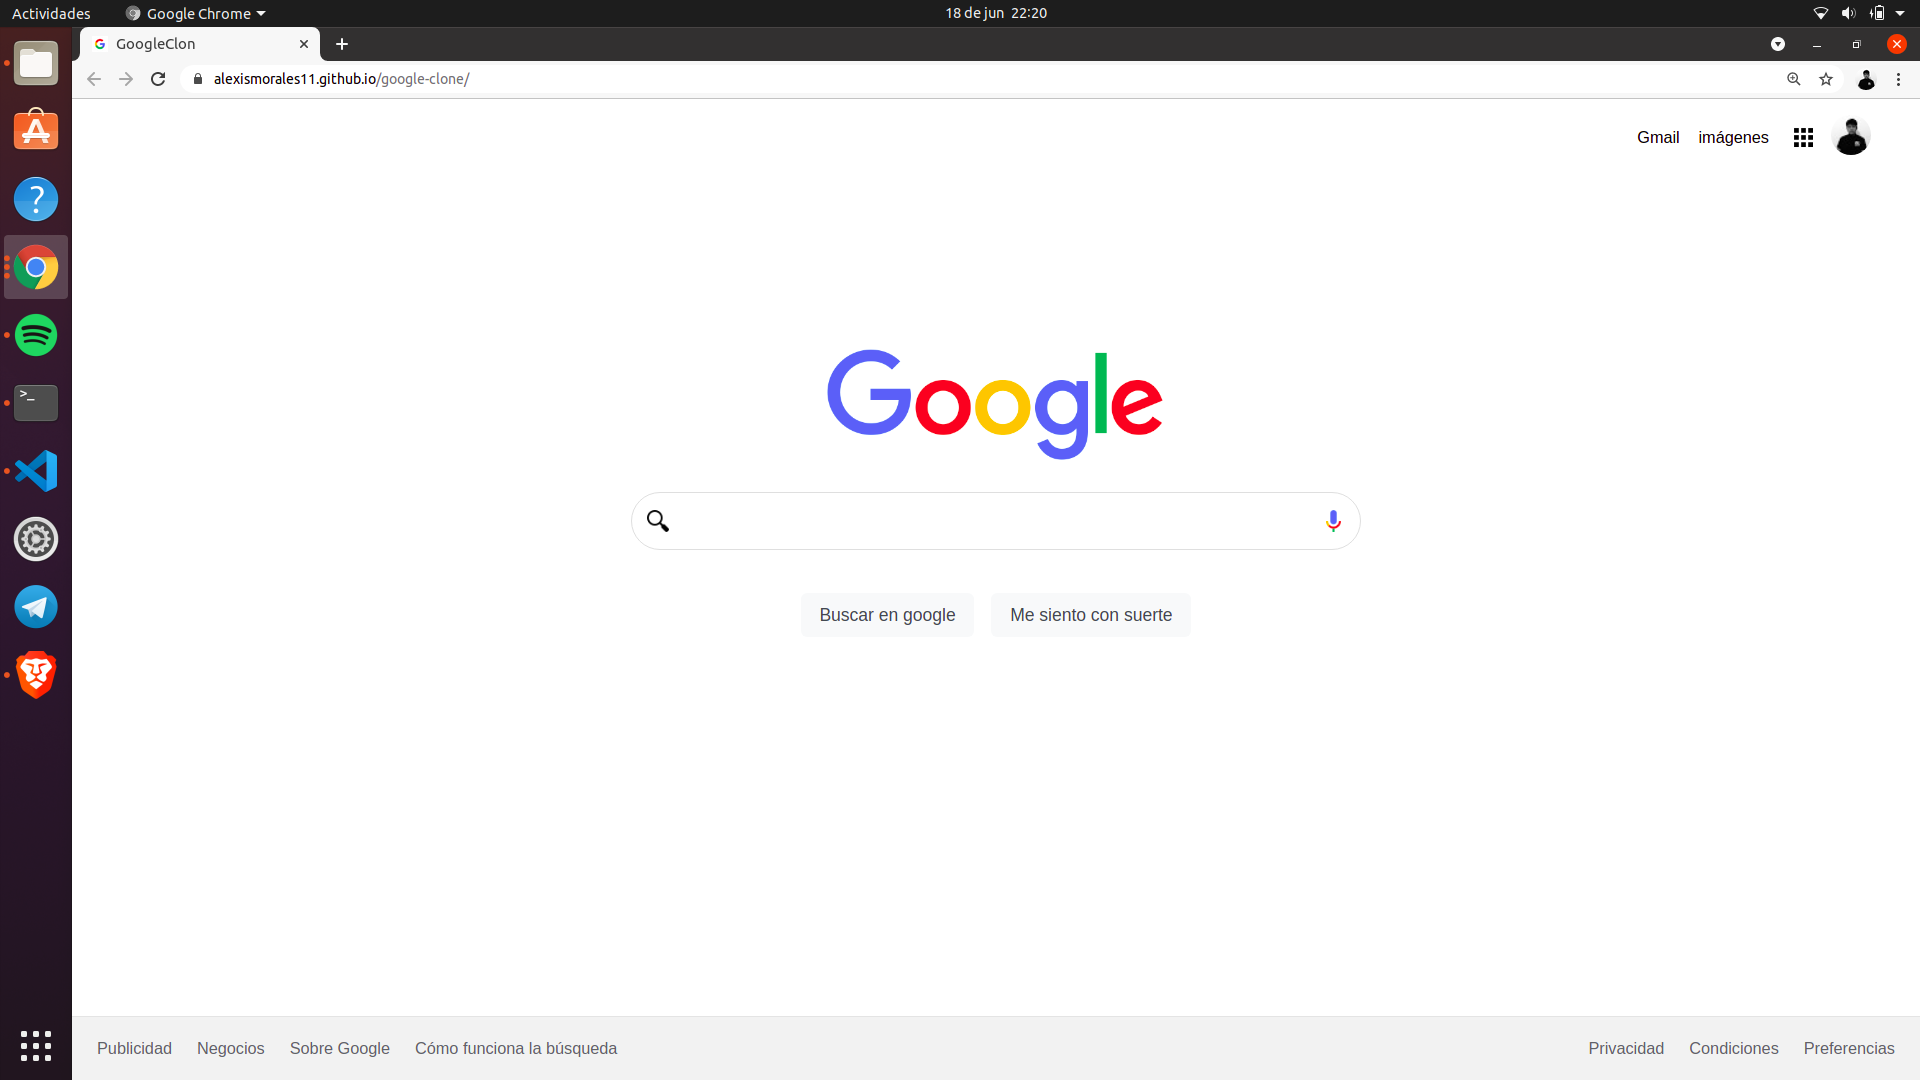 Actividades Google Chrome 18 de jun 22:20
GoogleClon
alexismorales11.github.io/google-clone/
Gmail imágenes
Google
Buscar en google Me siento con suerte
Publicidad Negocios Sobre Google Cómo funciona la búsqueda Privacidad Condiciones Preferencias